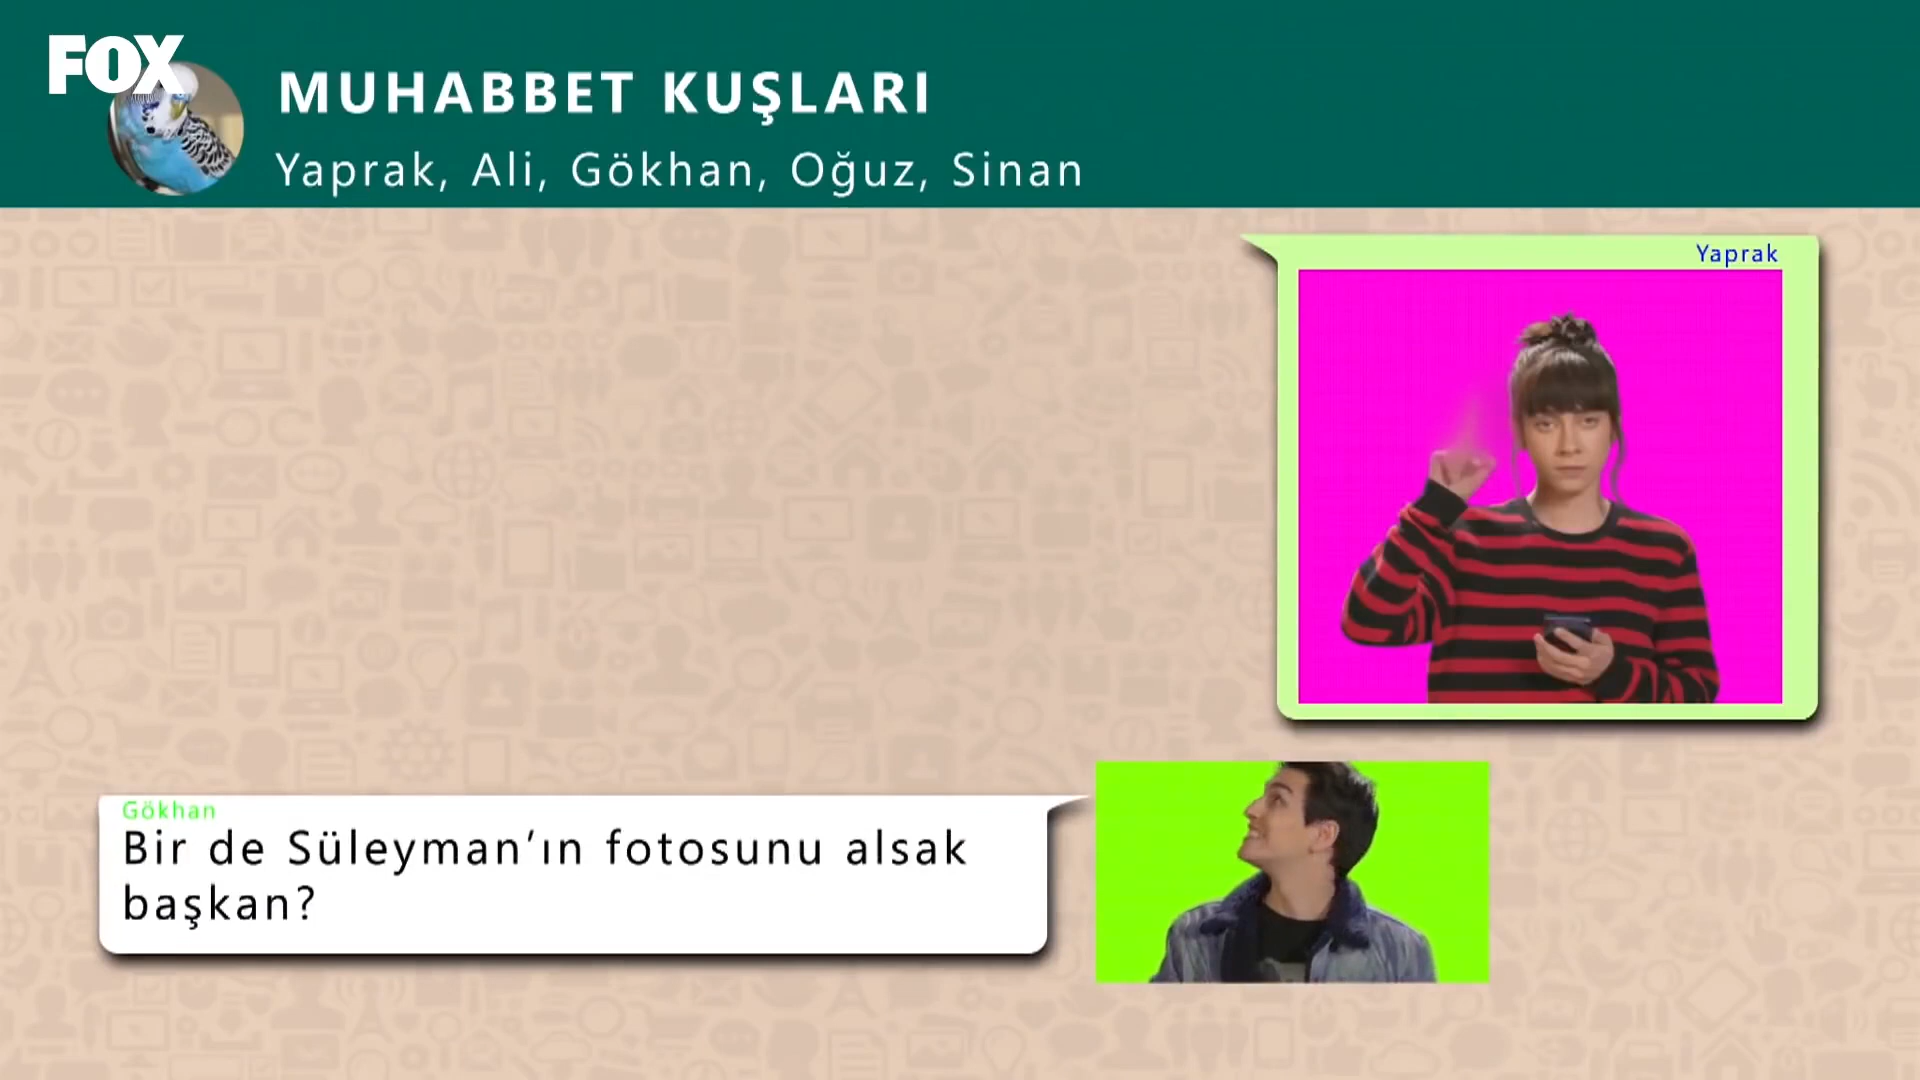 FOX
MUHABBET KUŞLARI
Yaprak, Ali, Gökhan, Oğuz, Sinan
Yaprak
Gökhan
Bir de Süleyman’ın fotosunu alsak
başkan?